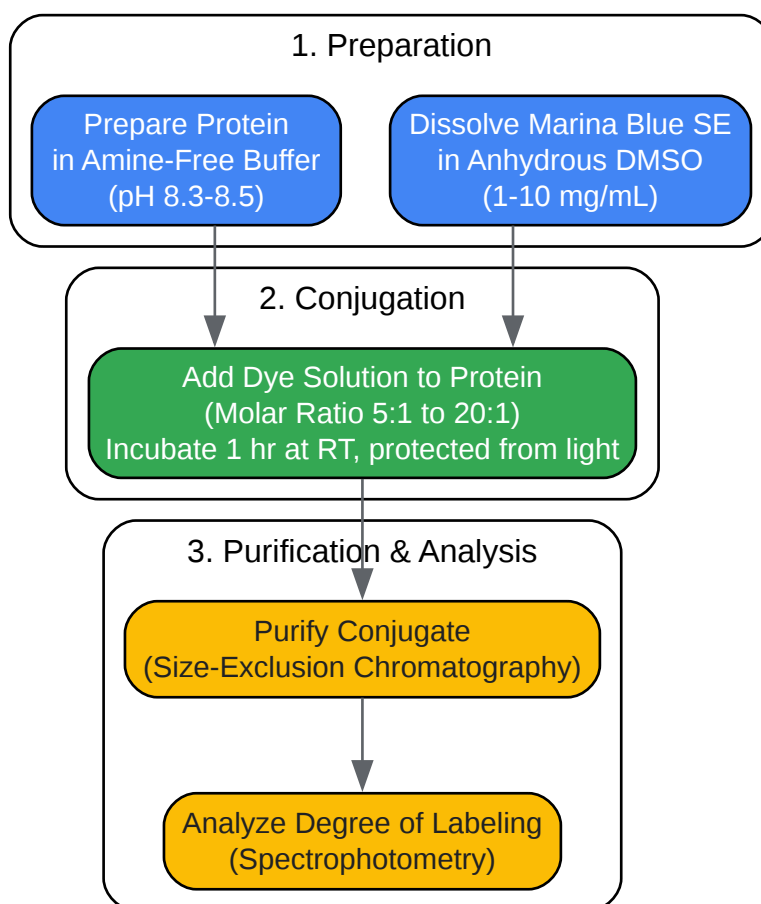 1. Preparation
Prepare Protein
in Amine-Free Buffer
(pH 8.3-8.5)
Dissolve Marina Blue SE
in Anhydrous DMSO
(1-10 mg/mL)
2. Conjugation
Add Dye Solution to Protein
(Molar Ratio 5:1 to 20:1)
Incubate 1 hr at RT, protected from light
3. Purification & Analysis
Purify Conjugate
(Size-Exclusion Chromatography)
Analyze Degree of Labeling
(Spectrophotometry)